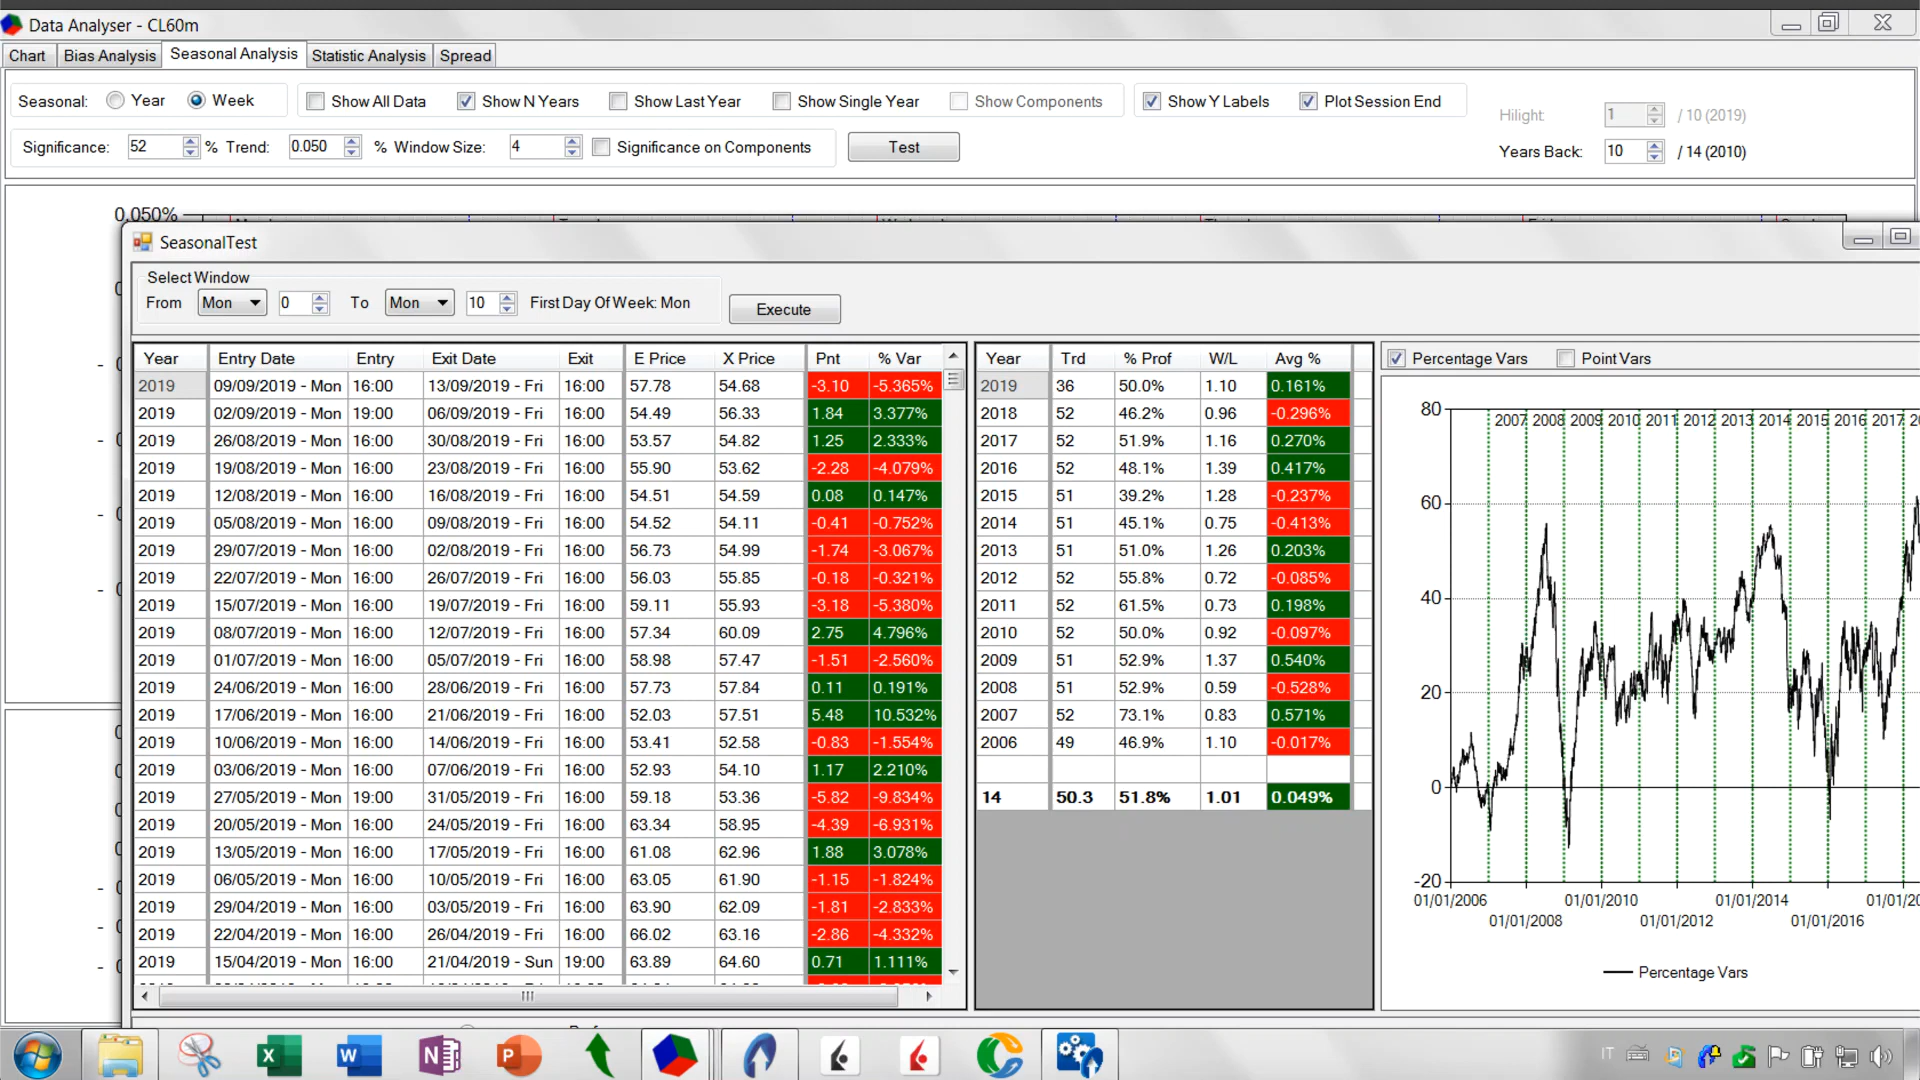 Data Analyser - CL60m
Chart Bias Analysis Seasonal Analysis Statistic Analysis Spread
Seasonal: Year Week Show All Data Show N Years Show Last Year Show Single Year Show Components Show Y Labels Plot Session End
Hilight: 1 / 10 (2019)
Significance: 52 % Trend: 0.050 % Window Size: 4 Significance on Components Test
Years Back: 10 / 14 (2010)
0.050%
SeasonalTest
Select Window
From Mon 0 To Mon 10 First Day Of Week: Mon Execute
Year Entry Date Entry Exit Date Exit E Price X Price Pnt % Var
2019 09/09/2019 - Mon 16:00 13/09/2019 - Fri 16:00 57.78 54.68 -3.10 -5.365%
2019 02/09/2019 - Mon 19:00 06/09/2019 - Fri 16:00 54.49 56.33 1.84 3.377%
2019 26/08/2019 - Mon 16:00 30/08/2019 - Fri 16:00 53.57 54.82 1.25 2.333%
2019 19/08/2019 - Mon 16:00 23/08/2019 - Fri 16:00 55.90 53.62 -2.28 -4.079%
2019 12/08/2019 - Mon 16:00 16/08/2019 - Fri 16:00 54.51 54.59 0.08 0.147%
2019 05/08/2019 - Mon 16:00 09/08/2019 - Fri 16:00 54.52 54.11 -0.41 -0.752%
2019 29/07/2019 - Mon 16:00 02/08/2019 - Fri 16:00 56.73 54.99 -1.74 -3.067%
2019 22/07/2019 - Mon 16:00 26/07/2019 - Fri 16:00 56.03 55.85 -0.18 -0.321%
2019 15/07/2019 - Mon 16:00 19/07/2019 - Fri 16:00 59.11 55.93 -3.18 -5.380%
2019 08/07/2019 - Mon 16:00 12/07/2019 - Fri 16:00 57.34 60.09 2.75 4.796%
2019 01/07/2019 - Mon 16:00 05/07/2019 - Fri 16:00 58.98 57.47 -1.51 -2.560%
2019 24/06/2019 - Mon 16:00 28/06/2019 - Fri 16:00 57.73 57.84 0.11 0.191%
2019 17/06/2019 - Mon 16:00 21/06/2019 - Fri 16:00 52.03 57.51 5.48 10.532%
2019 10/06/2019 - Mon 16:00 14/06/2019 - Fri 16:00 53.41 52.58 -0.83 -1.554%
2019 03/06/2019 - Mon 16:00 07/06/2019 - Fri 16:00 52.93 54.10 1.17 2.210%
2019 27/05/2019 - Mon 19:00 31/05/2019 - Fri 16:00 59.18 53.36 -5.82 -9.834%
2019 20/05/2019 - Mon 16:00 24/05/2019 - Fri 16:00 63.34 58.95 -4.39 -6.931%
2019 13/05/2019 - Mon 16:00 17/05/2019 - Fri 16:00 61.08 62.96 1.88 3.078%
2019 06/05/2019 - Mon 16:00 10/05/2019 - Fri 16:00 63.05 61.90 -1.15 -1.824%
2019 29/04/2019 - Mon 16:00 03/05/2019 - Fri 16:00 63.90 62.09 -1.81 -2.833%
2019 22/04/2019 - Mon 16:00 26/04/2019 - Fri 16:00 66.02 63.16 -2.86 -4.332%
2019 15/04/2019 - Mon 16:00 21/04/2019 - Sun 19:00 63.89 64.60 0.71 1.111%
Year Trd % Prof W/L Avg %
2019 36 50.0% 1.10 0.161%
2018 52 46.2% 0.96 -0.296%
2017 52 51.9% 1.16 0.270%
2016 52 48.1% 1.39 0.417%
2015 51 39.2% 1.28 -0.237%
2014 51 45.1% 0.75 -0.413%
2013 51 51.0% 1.26 0.203%
2012 52 55.8% 0.72 -0.085%
2011 52 61.5% 0.73 0.198%
2010 52 50.0% 0.92 -0.097%
2009 51 52.9% 1.37 0.540%
2008 51 52.9% 0.59 -0.528%
2007 52 73.1% 0.83 0.571%
2006 49 46.9% 1.10 -0.017%
14 50.3 51.8% 1.01 0.049%
Percentage Vars Point Vars
80
2007 2008 2009 2010 2011 2012 2013 2014 2015 2016 2017
60
40
20
0
-20
01/01/2006 01/01/2010 01/01/2014 01/01/20
01/01/2008 01/01/2012 01/01/2016
Percentage Vars
IT